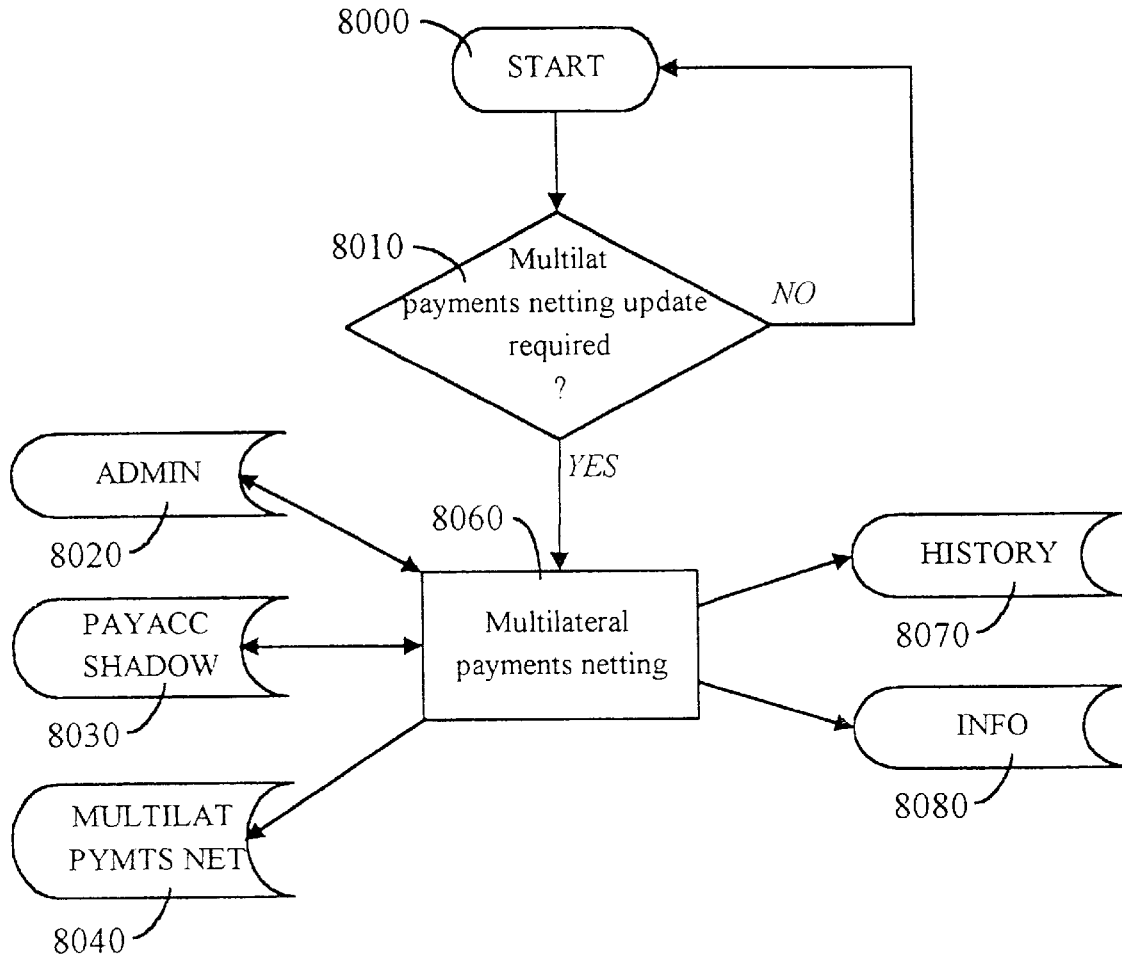 8000
START
8010
Multilat
payments netting update
required
?
NO
YES
ADMIN
8020
8060
HISTORY
8070
PAYACC
SHADOW
8030
Multilateral
payments netting
INFO
8080
MULTILAT
PYMTS NET
8040